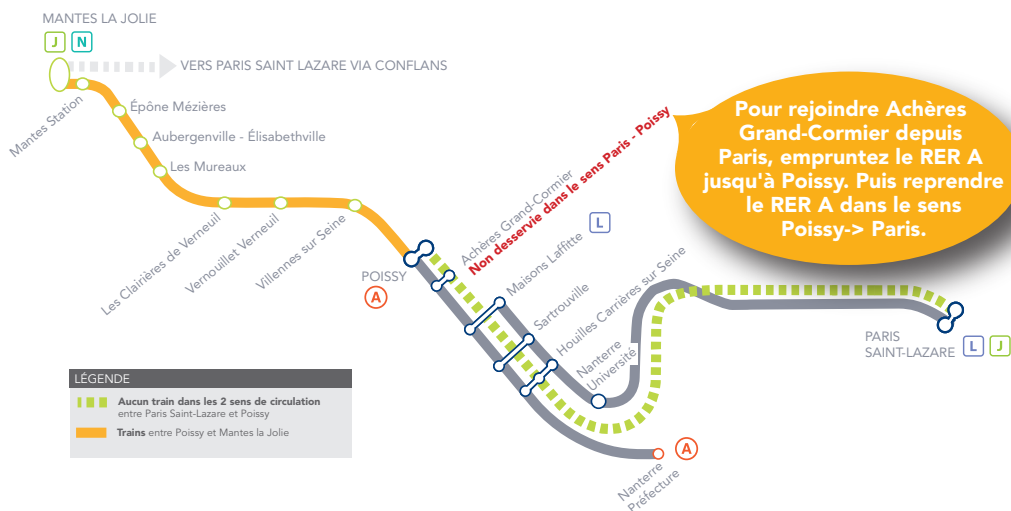 MANTES LA JOLIE
J N
VERS PARIS SAINT LAZARE VIA CONFLANS
Mantes Station
Épône Mézières
Aubergenville - Élisabethville
Les Mureaux
Les Clairières de Verneuil
Vernouillet Verneuil
Villennes sur Seine
POISSY
A
Achères Grand-Cormier
Non desservie dans le sens Paris - Poissy
Maisons Laffitte
L
Sartrouville
Houilles Carrières sur Seine
Nanterre
Université
Nanterre
Préfecture
A
PARIS
SAINT-LAZARE
L J
Pour rejoindre Achères
Grand-Cormier depuis
Paris, empruntez le RER A
jusqu'à Poissy. Puis reprendre
le RER A dans le sens
Poissy-> Paris.
LÉGENDE
Aucun train dans les 2 sens de circulation
entre Paris Saint-Lazare et Poissy
Trains entre Poissy et Mantes la Jolie